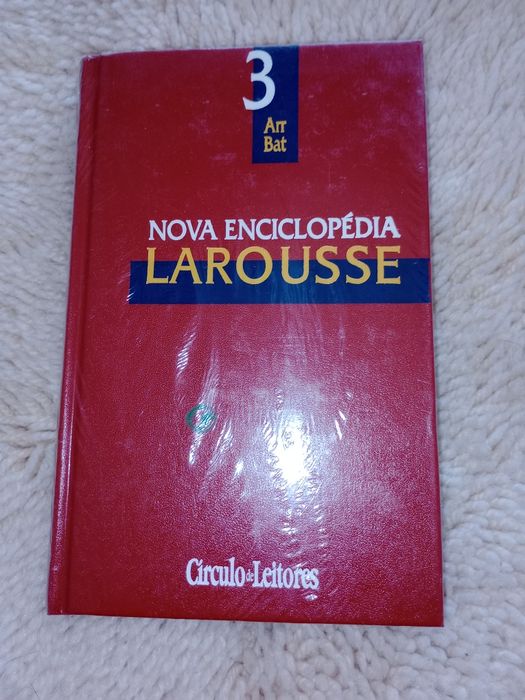 3
Arr
Bat
NOVA ENCICLOPÉDIA
LAROUSSE
Círculo de Leitores